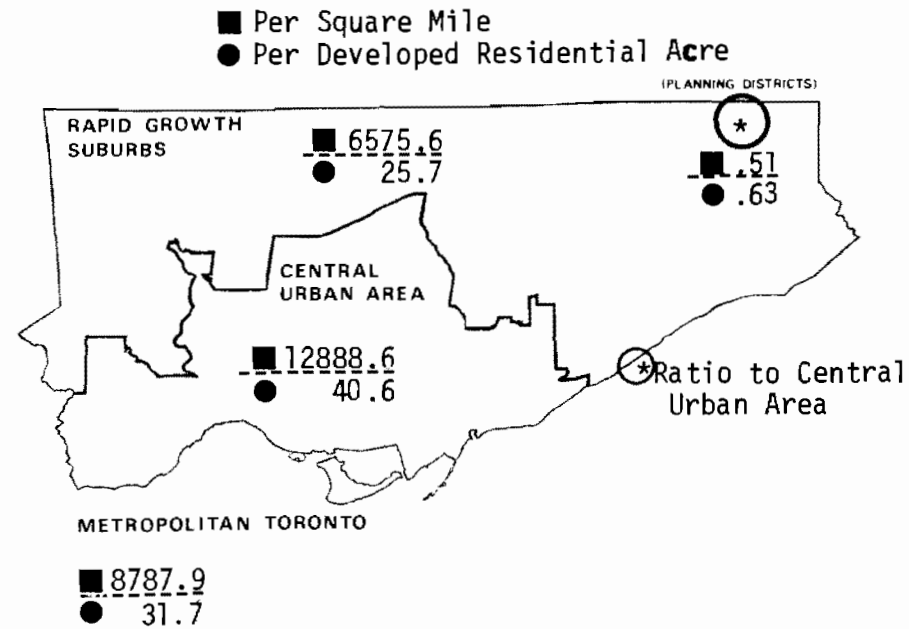 ■ Per Square Mile
● Per Developed Residential Acre
(PLANNING DISTRICTS)
RAPID GROWTH
SUBURBS
■ 6575.6
● 25.7
*
■ .51
● .63
CENTRAL
URBAN AREA
■ 12888.6
● 40.6
*Ratio to Central
Urban Area
METROPOLITAN TORONTO
■ 8787.9
● 31.7